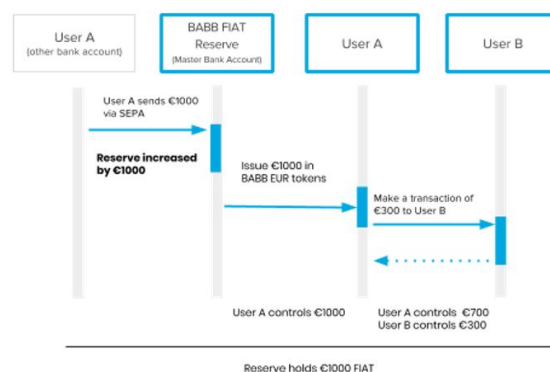 User A
(other bank account)
BABB FIAT
Reserve
(Master Bank Account)
User A
User B
User A sends €1000
via SEPA
Reserve increased
by €1000
Issue €1000 in
BABB EUR tokens
Make a transaction of
€300 to User B
User A controls €1000
User A controls €700
User B controls €300
Reserve holds €1000 FIAT